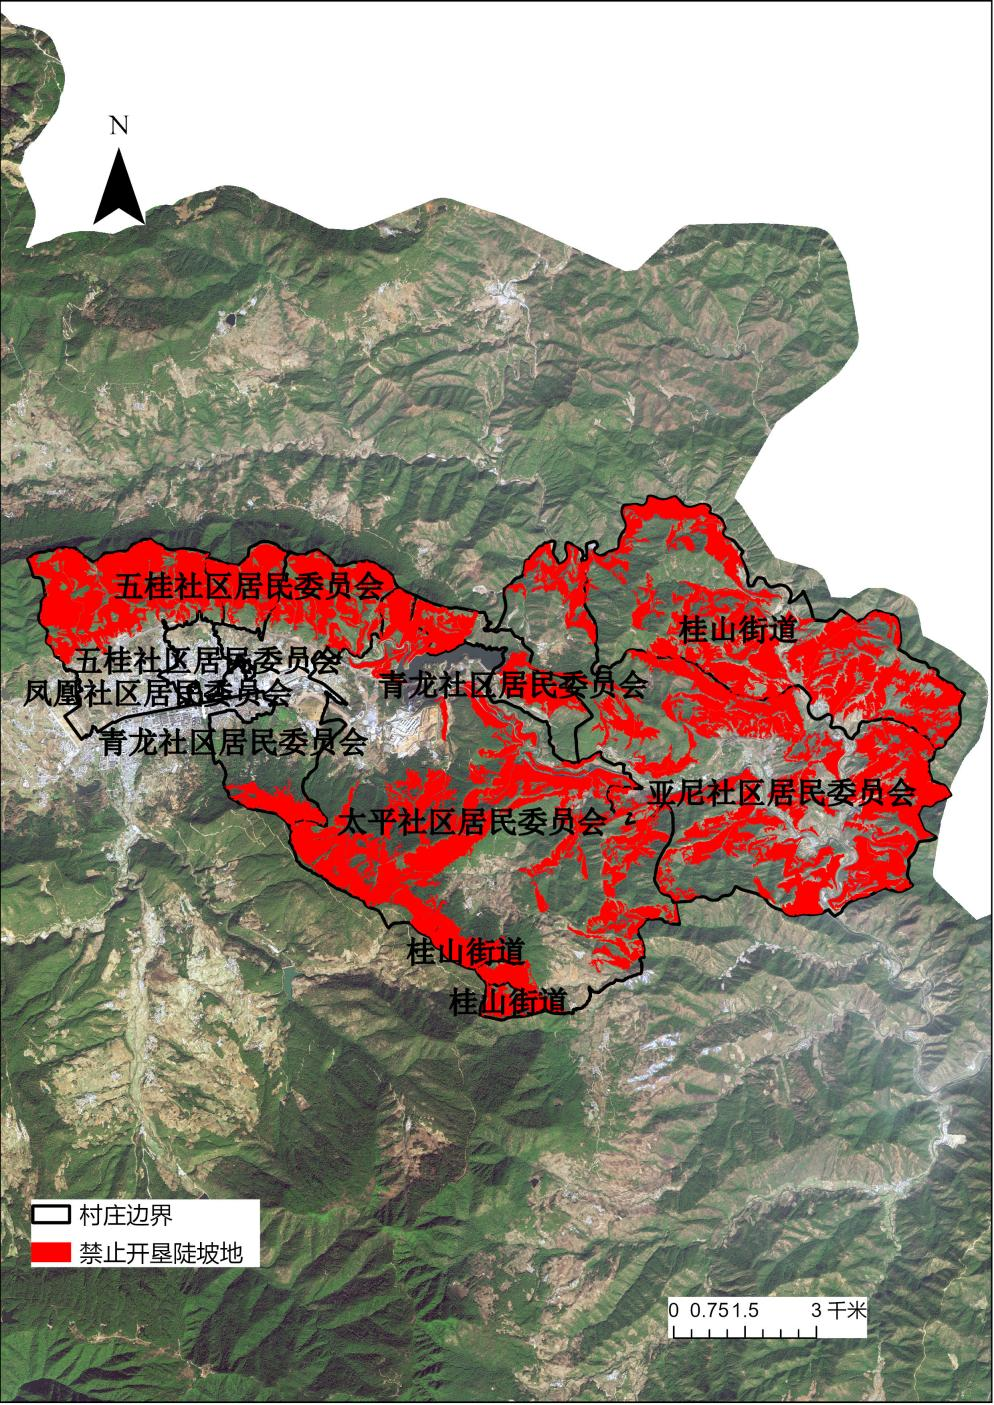 N
五桂社区居民委员会
桂山街道
五桂社区居民委员会
青龙社区居民委员会
凤凰社区居民委员会
青龙社区居民委员会
亚尼社区居民委员会
太平社区居民委员会
桂山街道
桂山街道
村庄边界
禁止开垦陡坡地
0 0.75 1.5 3 千米